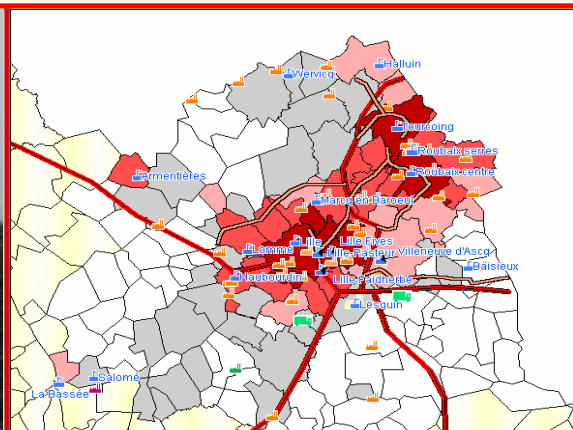 Halluin
Wervicq
Tourcoing
Roubaix serres
Armentières
Roubaix centre
Marcq en Baroeul
Lille
Lille Fives
Lomme
Lille Pasteur
Villeneuve d'Ascq
Baisieux
Haubourdin
Lille Faidherbe
Lesquin
Salomé
La Bassée